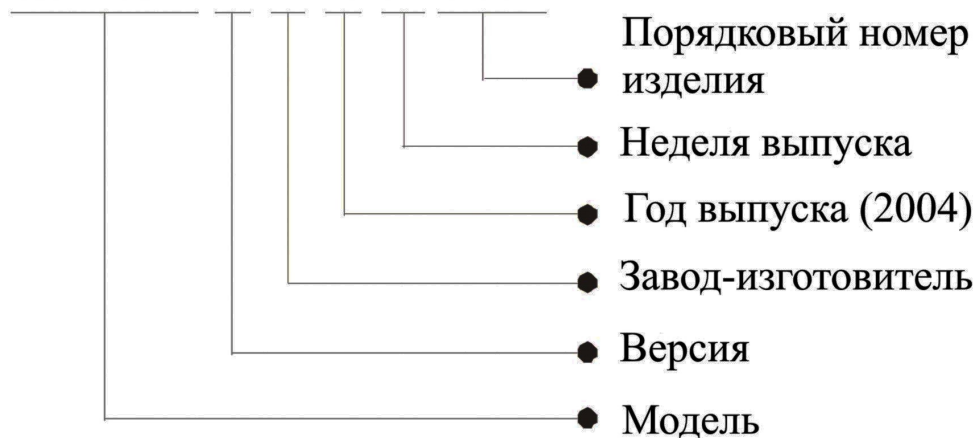 Порядковый номер
изделия
Неделя выпуска
Год выпуска (2004)
Завод-изготовитель
Версия
Модель